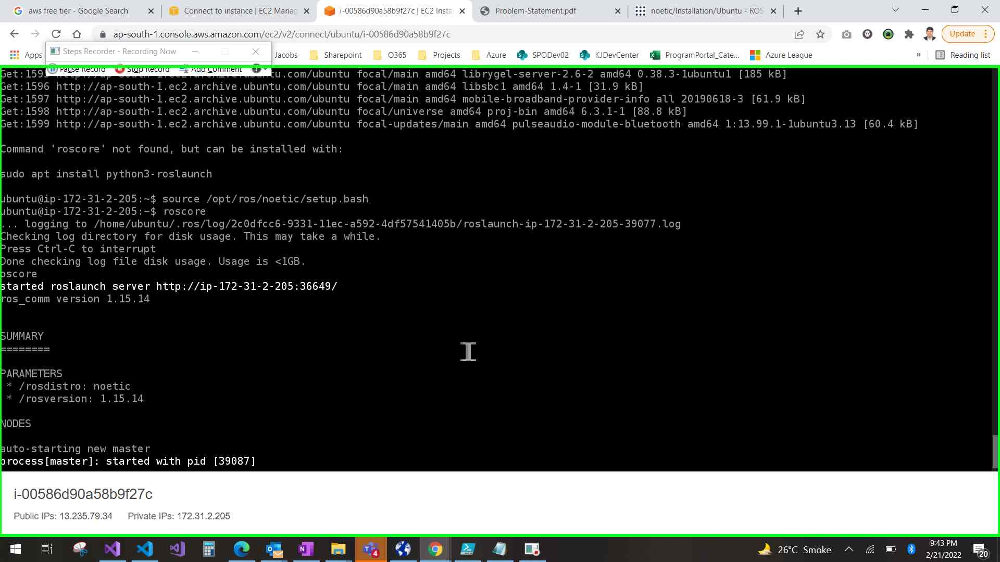 aws free tier - Google Search
Connect to instance | EC2 Manag
i-00586d90a58b9f27c | EC2 Insta
Problem-Statement.pdf
noetic/Installation/Ubuntu - ROS
ap-south-1.console.aws.amazon.com/ec2/v2/connect/ubuntu/i-00586d90a58b9f27c
Update
Apps
Steps Recorder - Recording Now
Jacobs
Sharepoint
O365
Projects
Azure
SPODev02
KJDevCenter
ProgramPortal_Cate...
Azure League
»
Reading list
Pause Record
Stop Record
Add Comment
Get:1595 http://ap-south-1.ec2.archive.ubuntu.com/ubuntu focal/main amd64 librygel-server-2.6-2 amd64 0.38.3-1ubuntu1 [185 kB]
Get:1596 http://ap-south-1.ec2.archive.ubuntu.com/ubuntu focal/main amd64 libsbc1 amd64 1.4-1 [31.9 kB]
Get:1597 http://ap-south-1.ec2.archive.ubuntu.com/ubuntu focal/main amd64 mobile-broadband-provider-info all 20190618-3 [61.9 kB]
Get:1598 http://ap-south-1.ec2.archive.ubuntu.com/ubuntu focal/universe amd64 proj-bin amd64 6.3.1-1 [88.8 kB]
Get:1599 http://ap-south-1.ec2.archive.ubuntu.com/ubuntu focal-updates/main amd64 pulseaudio-module-bluetooth amd64 1:13.99.1-1ubuntu3.13 [60.4 kB]
Command 'roscore' not found, but can be installed with:
sudo apt install python3-roslaunch
ubuntu@ip-172-31-2-205:~$ source /opt/ros/noetic/setup.bash
ubuntu@ip-172-31-2-205:~$ roscore
... logging to /home/ubuntu/.ros/log/2c0dfcc6-9331-11ec-a592-4df57541405b/roslaunch-ip-172-31-2-205-39077.log
Checking log directory for disk usage. This may take a while.
Press Ctrl-C to interrupt
Done checking log file disk usage. Usage is <1GB.
oscore
started roslaunch server http://ip-172-31-2-205:36649/
ros_comm version 1.15.14
SUMMARY
========
PARAMETERS
* /rosdistro: noetic
* /rosversion: 1.15.14
NODES
auto-starting new master
process[master]: started with pid [39087]
i-00586d90a58b9f27c
Public IPs: 13.235.79.34 Private IPs: 172.31.2.205
26°C Smoke
9:43 PM
2/21/2022
4
20